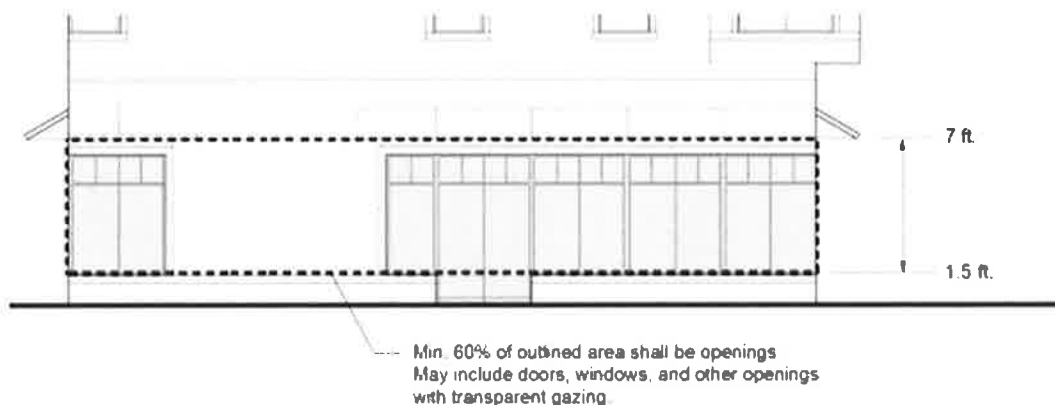 7 ft.
1.5 ft.
Min. 60% of outlined area shall be openings
May include doors, windows, and other openings
with transparent gazing.